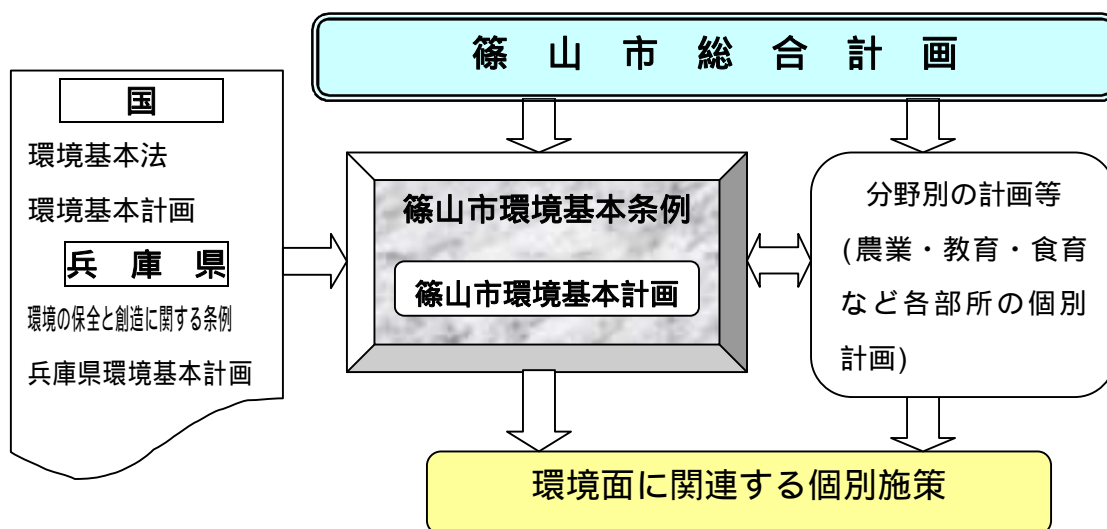 篠山市総合計画
国
環境基本法
環境基本計画
兵庫県
環境の保全と創造に関する条例
兵庫県環境基本計画
篠山市環境基本条例
篠山市環境基本計画
分野別の計画等
(農業・教育・食育
など各部所の個別
計画)
環境面に関連する個別施策